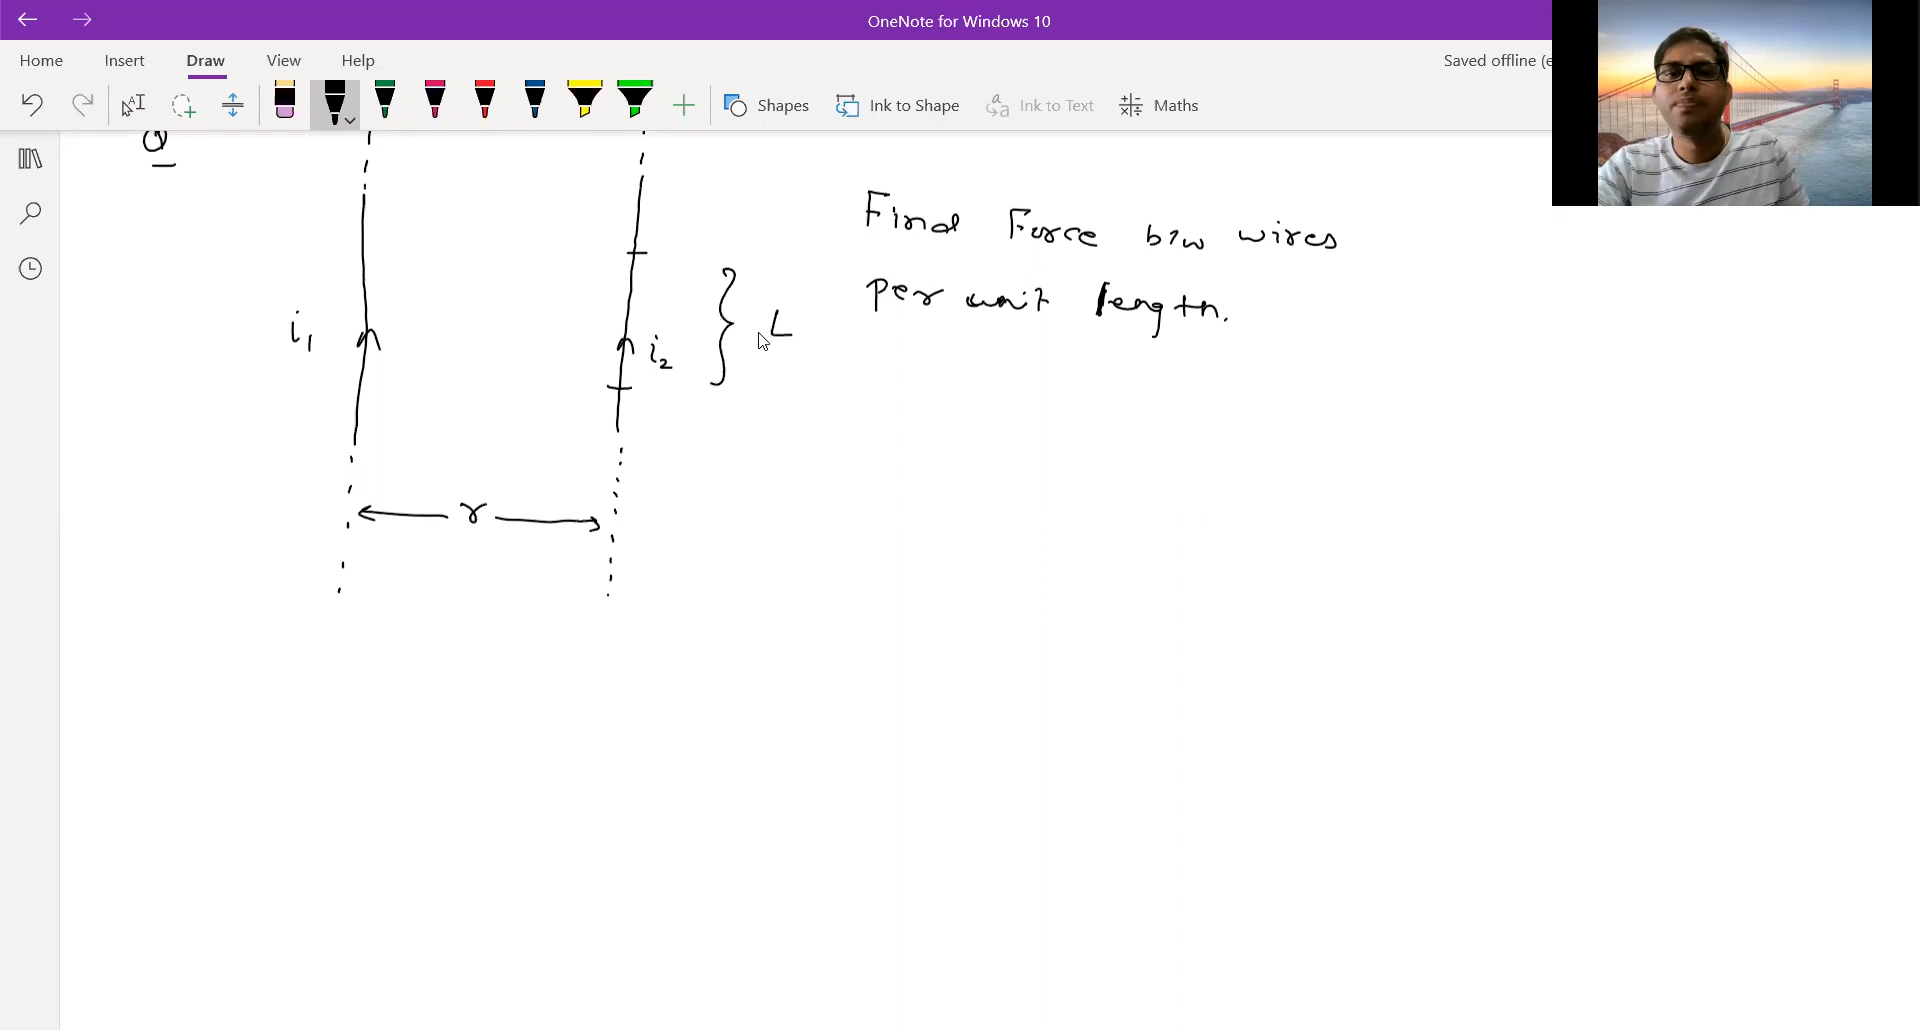 OneNote for Windows 10
Home Insert Draw View Help
Saved offline (e
Shapes Ink to Shape Ink to Text Maths
Q
Find Force b/w wires
per unit length.
i₁
i₂
L
r